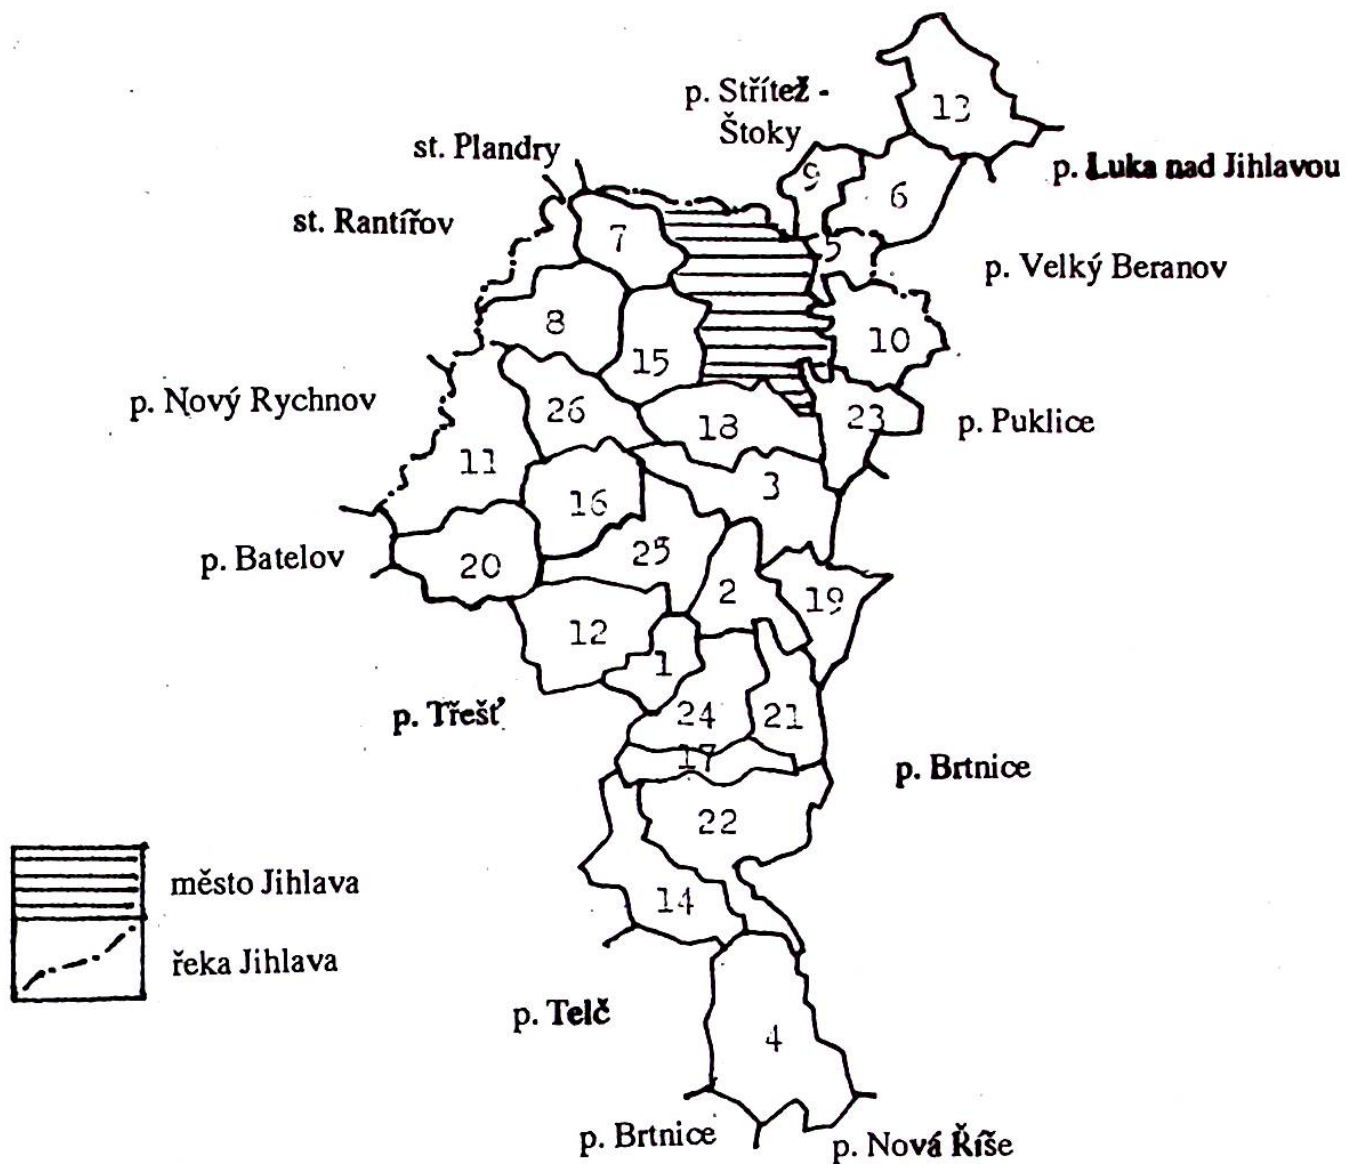 13
p. Střítež -
Štoky
st. Plandry
p. Luka nad Jihlavou
9
6
st. Rantířov
7
5
p. Velký Beranov
8
10
15
p. Nový Rychnov
26
18
23
p. Puklice
11
3
16
25
p. Batelov
20
2
19
12
1
p. Třešť
24
21
17
p. Brtnice
22
město Jihlava
14
řeka Jihlava
p. Telč
4
p. Brtnice
p. Nová Říše